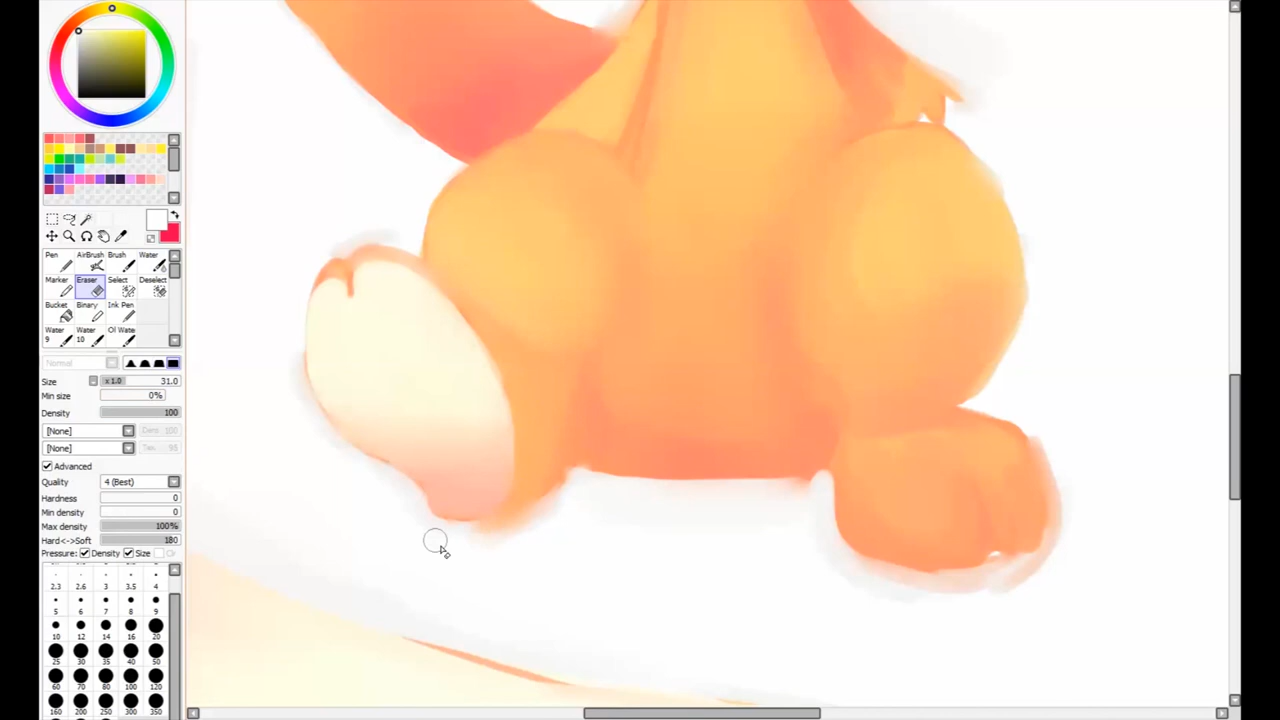 Pen AirBrush Brush Water
Marker Eraser Select Deselect
Bucket Binary Ink Pen
Water 9 Water 10 Oil Wate
Normal
Size x 1.0 31.0
Min size 0%
Density 100
[None] Dens 100
[None] Tex 95
Advanced
Quality 4 (Best)
Hardness 0
Min density 0
Max density 100%
Hard<->Soft 180
Pressure: Density Size
2.3 2.6 3 3.5 4
5 6 7 8 9
10 12 14 16 20
25 30 35 40 50
60 70 80 100 120
160 200 250 300 350